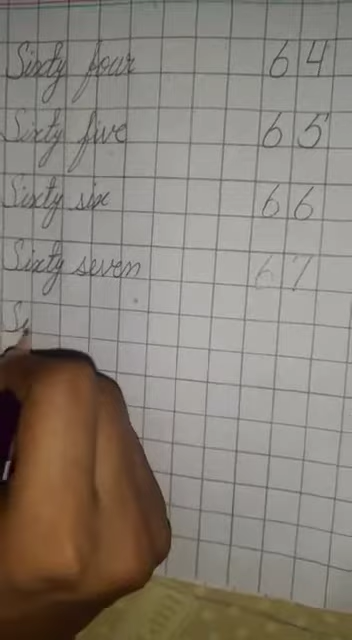 Sixty four 64
Sixty five 65
Sixty six 66
Sixty seven 67
S